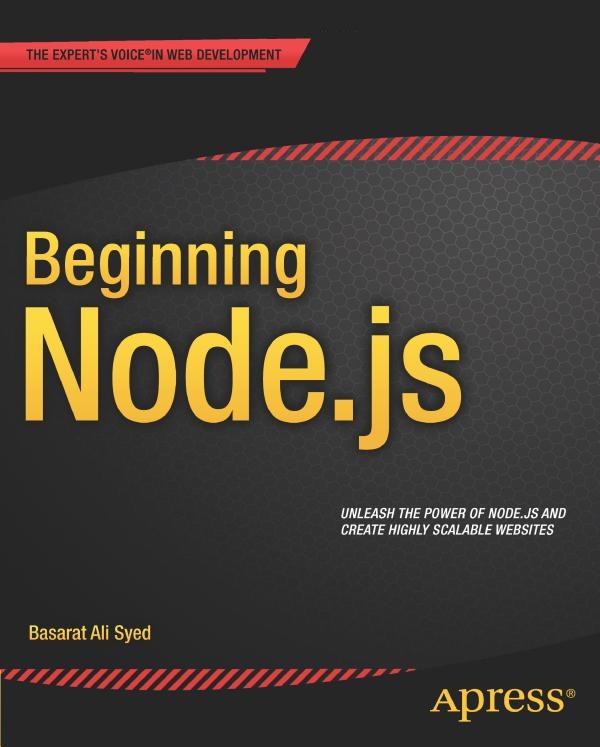 THE EXPERT'S VOICE® IN WEB DEVELOPMENT
Beginning
Node.js
UNLEASH THE POWER OF NODE.JS AND
CREATE HIGHLY SCALABLE WEBSITES
Basarat Ali Syed
Apress®